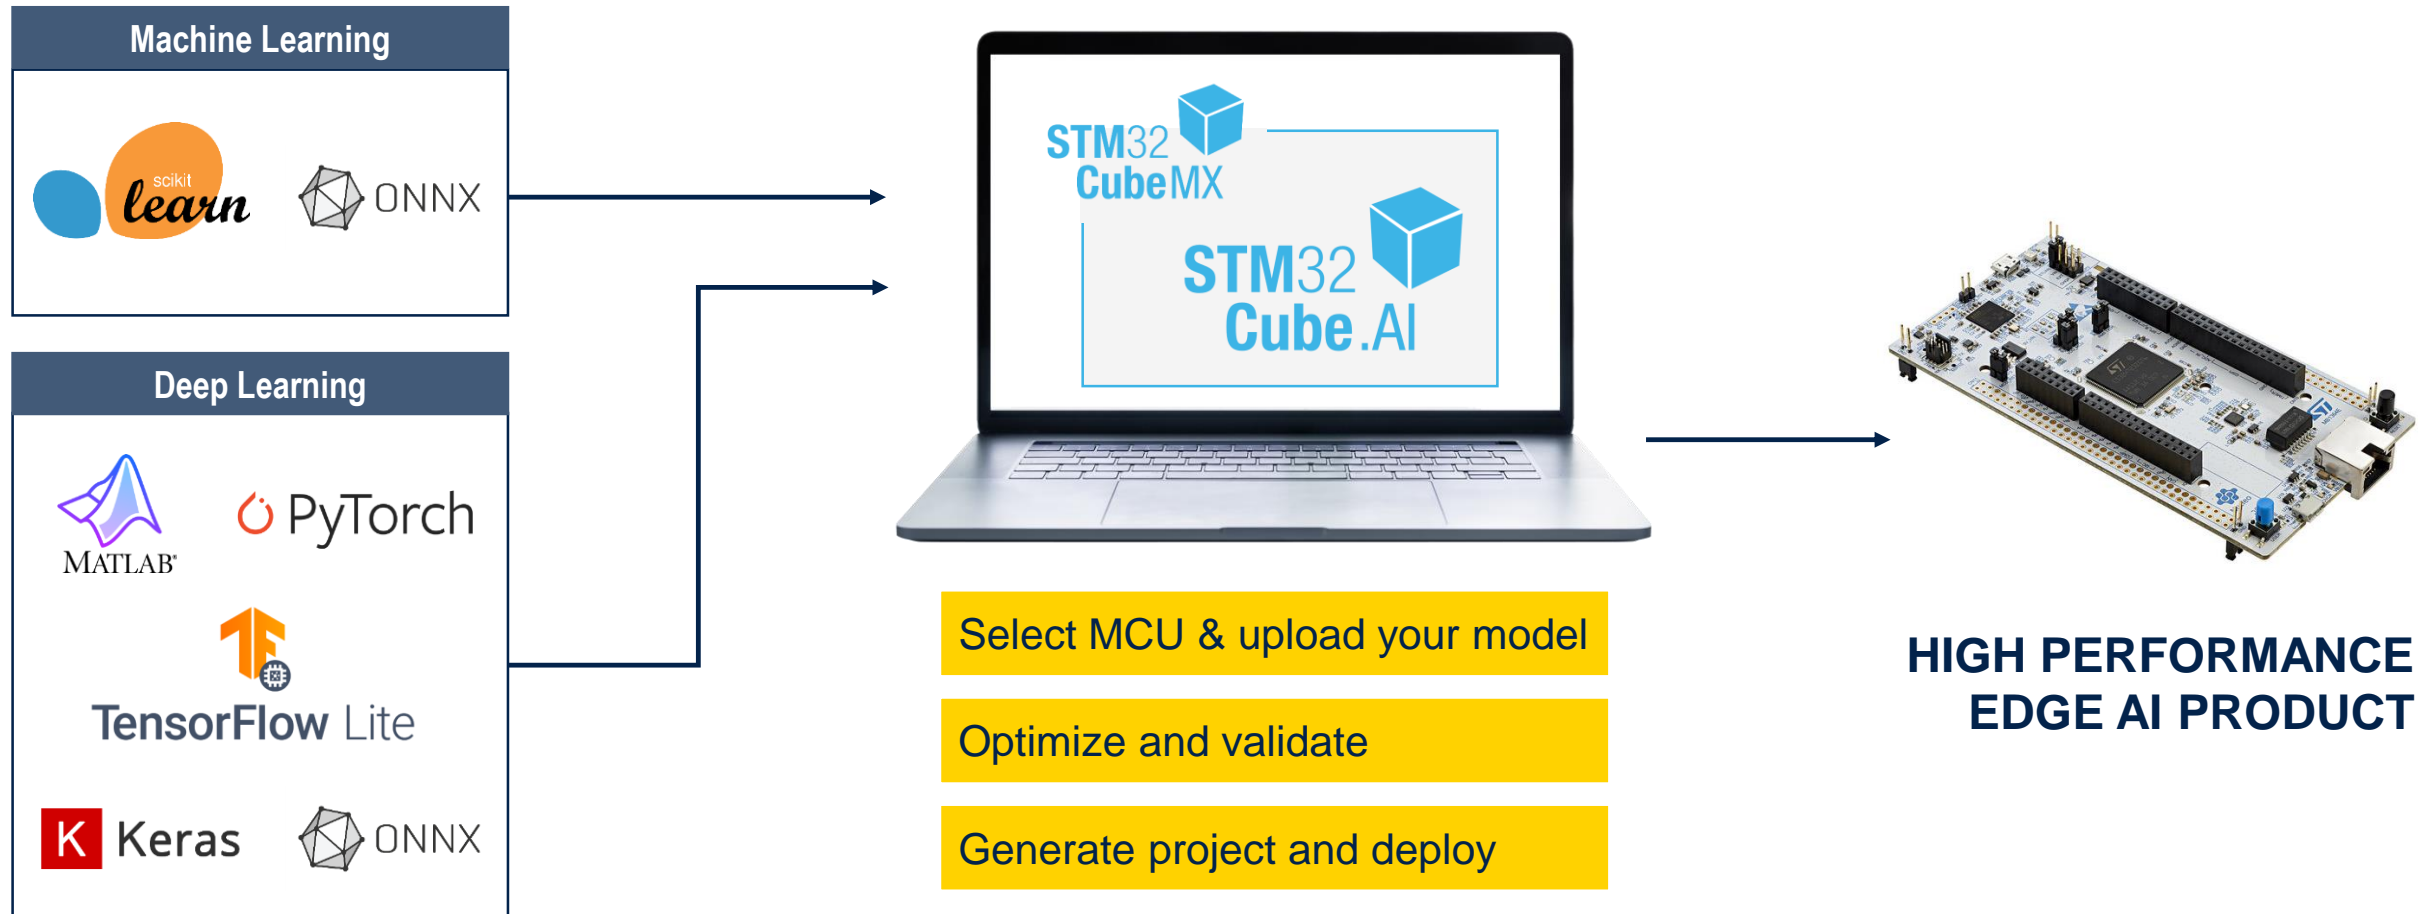 Machine Learning
scikit
learn
ONNX
Deep Learning
MATLAB®
PyTorch
TensorFlow Lite
K Keras
ONNX
STM32
CubeMX
STM32
Cube.AI
Select MCU & upload your model
Optimize and validate
Generate project and deploy
HIGH PERFORMANCE
EDGE AI PRODUCT